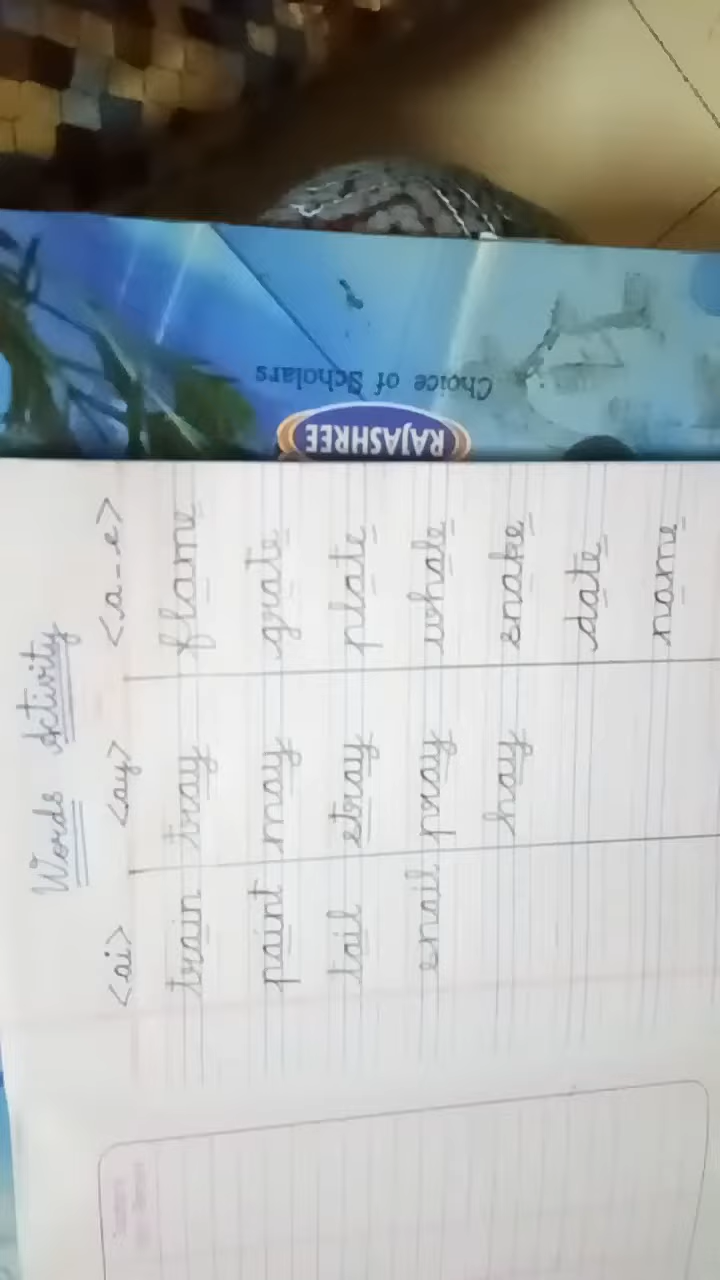 Words Activity
<ai> <ay> <a-e>
train tray flame
paint may grate
tail stray plate
snail pray whale
hay snake
date
name
RAJASHREE
Choice of Scholars